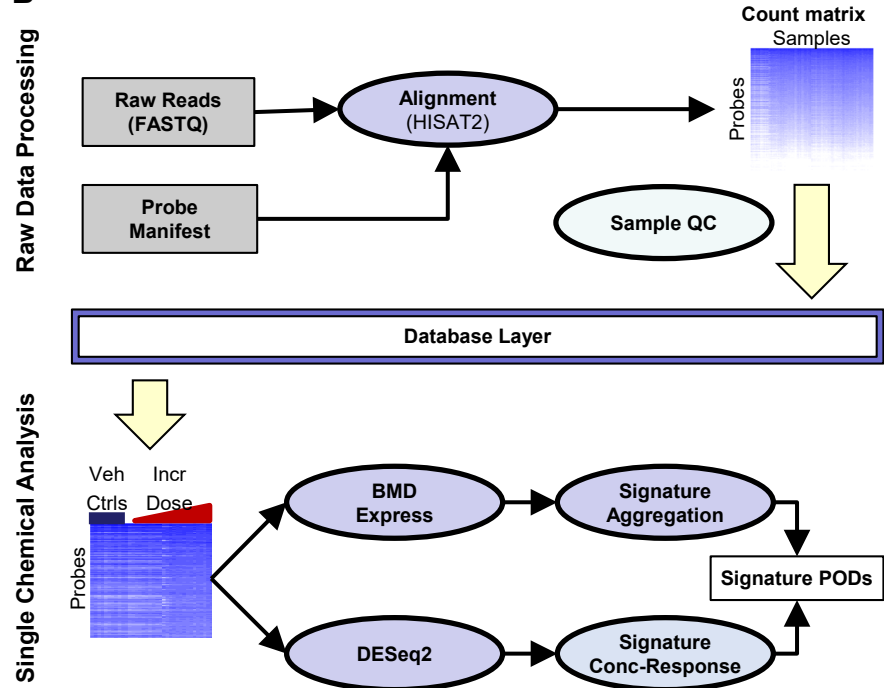 Raw Data Processing
Raw Reads
(FASTQ)
Alignment
(HISAT2)
Count matrix
Samples
Probes
Probe
Manifest
Sample QC
Database Layer
Single Chemical Analysis
Veh
Ctrls
Incr
Dose
Probes
BMD
Express
Signature
Aggregation
Signature PODs
DESeq2
Signature
Conc-Response